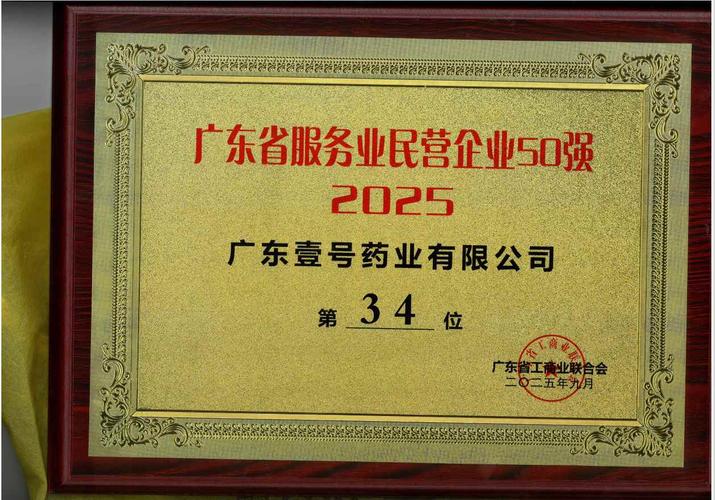 广东省服务业民营企业50强
2025
广东壹号药业有限公司
第 34 位
广东省工商业联合会
二〇二五年九月